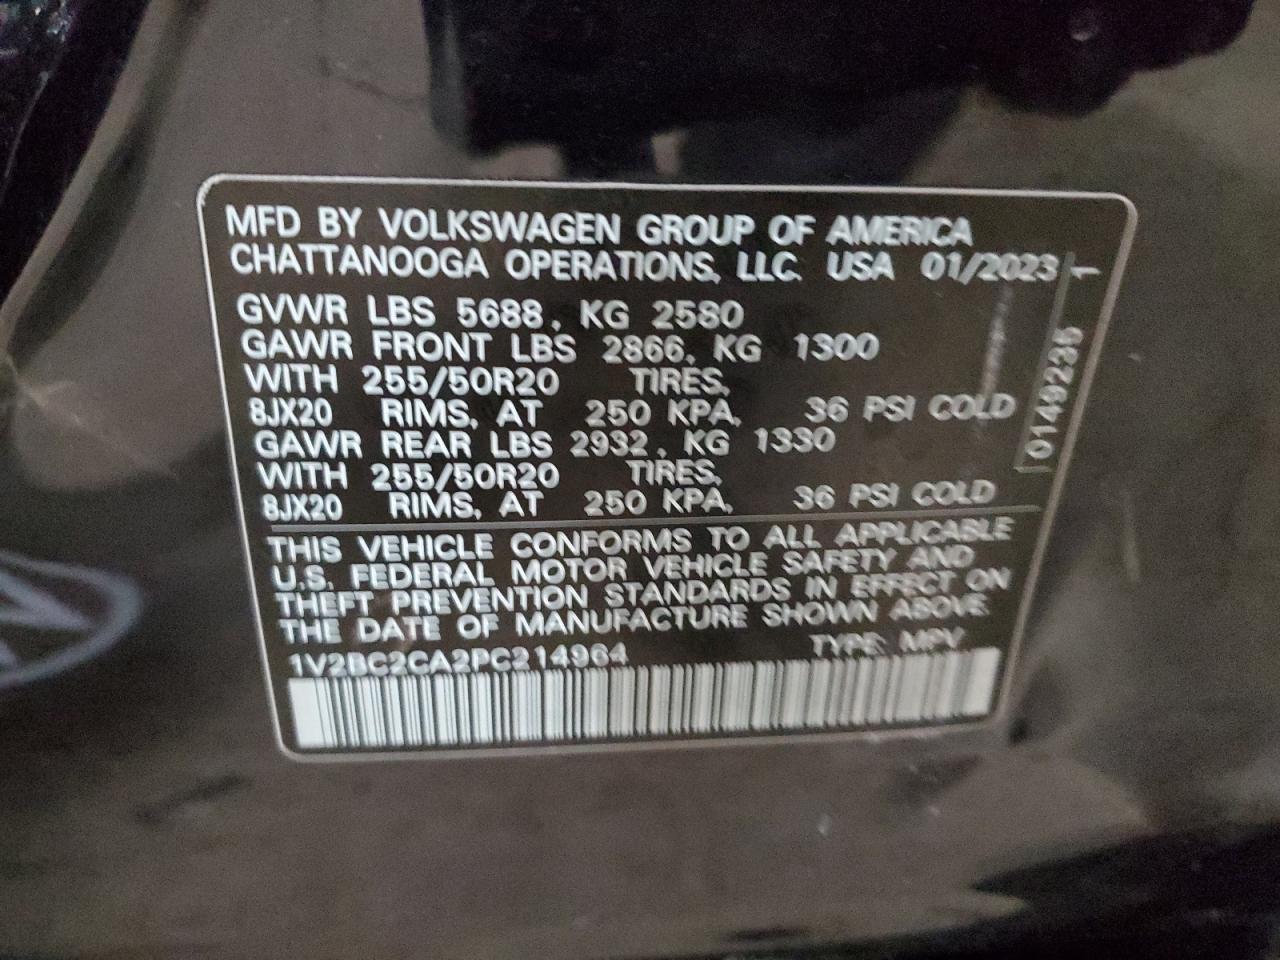 MFD BY VOLKSWAGEN GROUP OF AMERICA
CHATTANOOGA OPERATIONS, LLC. USA 01/2023
GVWR LBS 5688, KG 2580
GAWR FRONT LBS 2866, KG 1300
WITH 255/50R20 TIRES,
8JX20 RIMS, AT 250 KPA, 36 PSI COLD
GAWR REAR LBS 2932, KG 1330
WITH 255/50R20 TIRES,
8JX20 RIMS, AT 250 KPA, 36 PSI COLD
THIS VEHICLE CONFORMS TO ALL APPLICABLE
U.S. FEDERAL MOTOR VEHICLE SAFETY AND
THEFT PREVENTION STANDARDS IN EFFECT ON
THE DATE OF MANUFACTURE SHOWN ABOVE.
1V2BC2CA2PC214964 TYPE: MPV
0149235 1